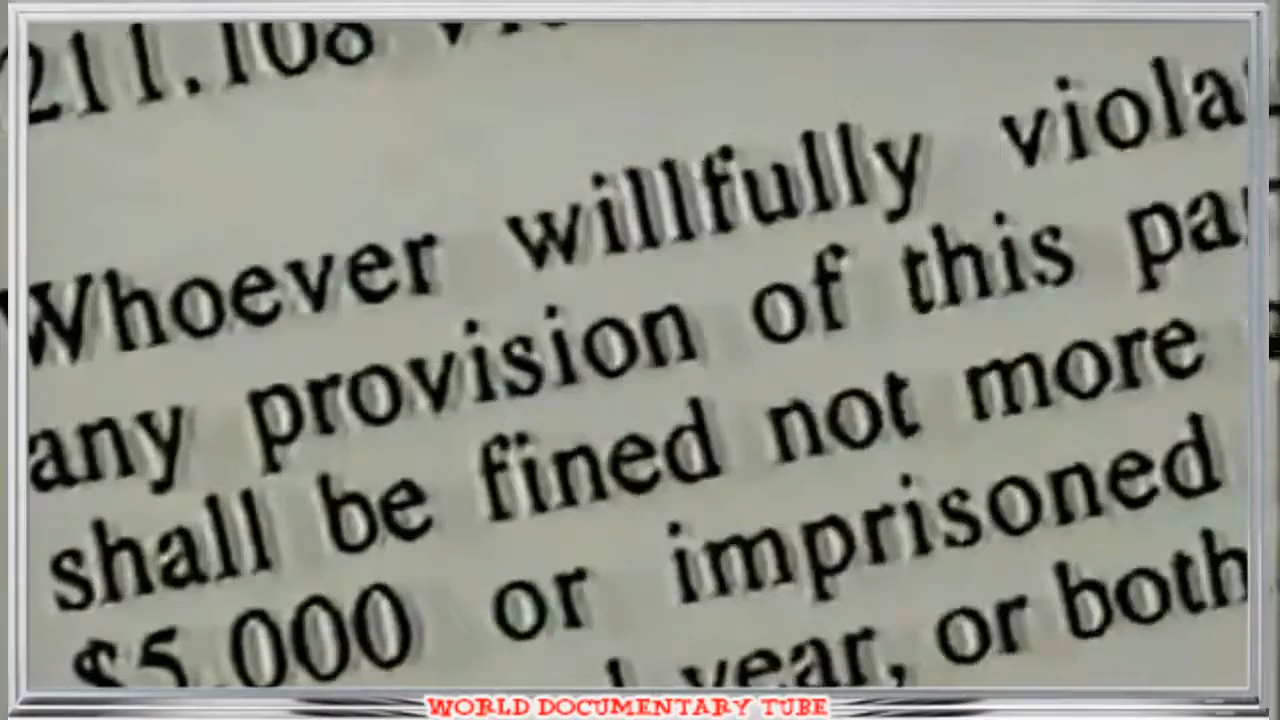 211.108
Whoever willfully viola
any provision of this pa
shall be fined not more
$5,000 or imprisoned
year, or both
WORLD DOCUMENTARY TUBE